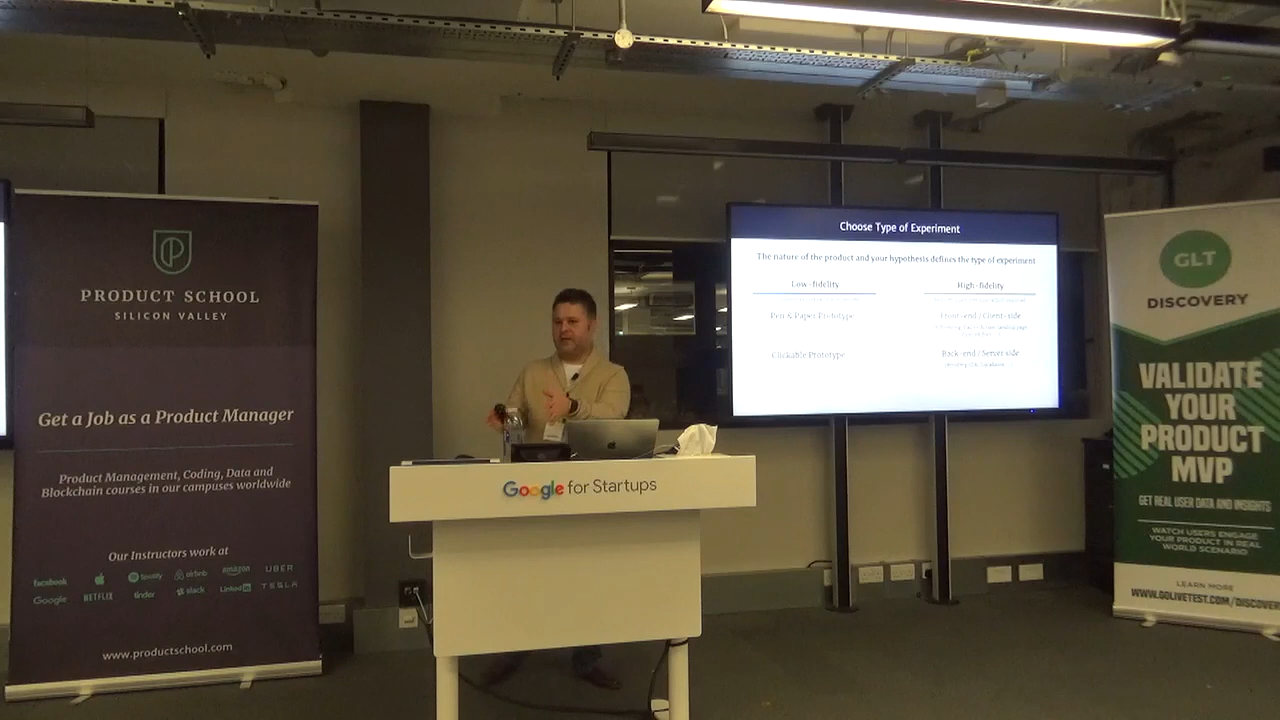 PRODUCT SCHOOL
SILICON VALLEY
Get a Job as a Product Manager
Product Management, Coding, Data and
Blockchain courses in our campuses worldwide
Our Instructors work at
facebook
Spotify
airbnb
amazon
UBER
Google
NETFLIX
tinder
slack
LinkedIn
TESLA
www.productschool.com
Google for Startups
Choose Type of Experiment
The nature of the product and your hypothesis defines the type of experiment
Low-fidelity
Pen & Paper Prototype
Clickable Prototype
High-fidelity
Front-end / Client-side
Back-end / Server side
GLT
DISCOVERY
VALIDATE
YOUR
PRODUCT
MVP
GET REAL USER DATA AND INSIGHTS
WATCH USERS ENGAGE
YOUR PRODUCT IN REAL
WORLD SCENARIO
LEARN MORE
WWW.GOLIVETEST.COM/DISCOVER